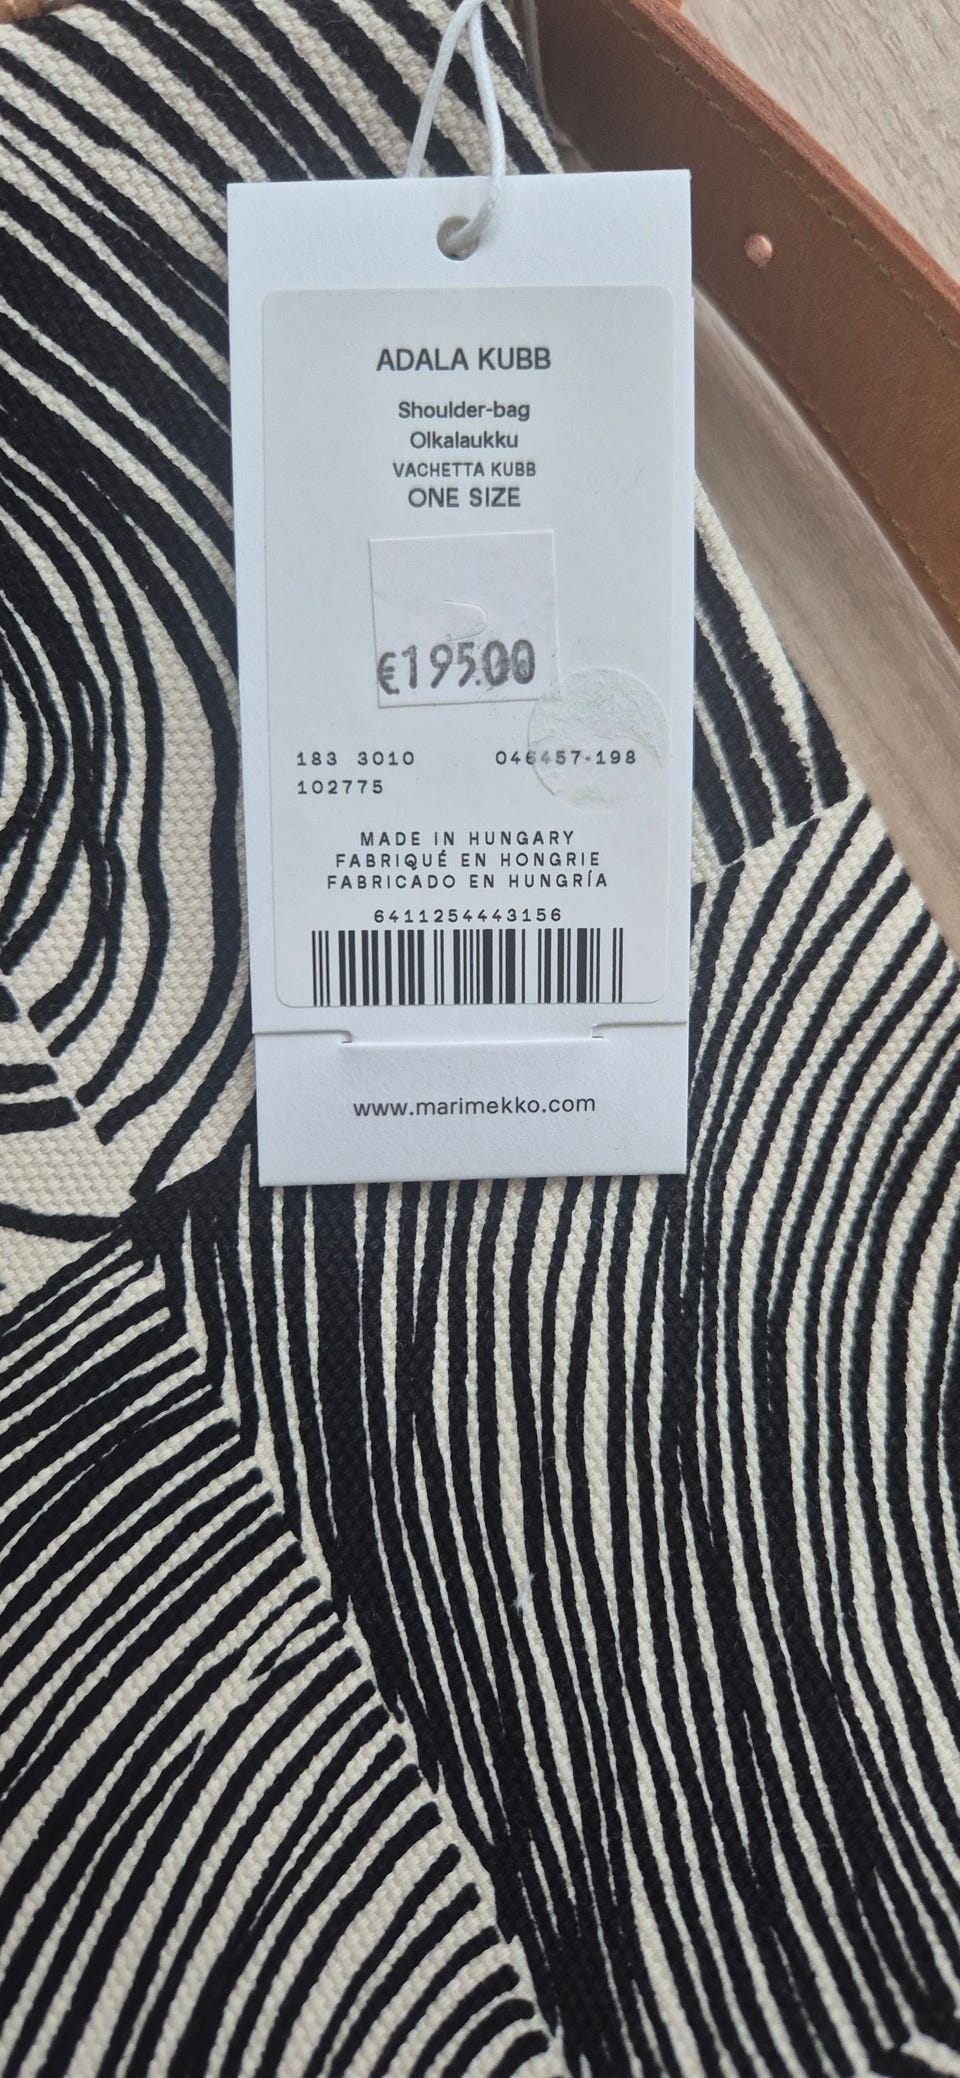 ADALA KUBB
Shoulder-bag
Olkalaukku
VACHETTA KUBB
ONE SIZE
€195.00
183 3010 046457-198
102775
MADE IN HUNGARY
FABRIQUÉ EN HONGRIE
FABRICADO EN HUNGRÍA
6411254443156
www.marimekko.com